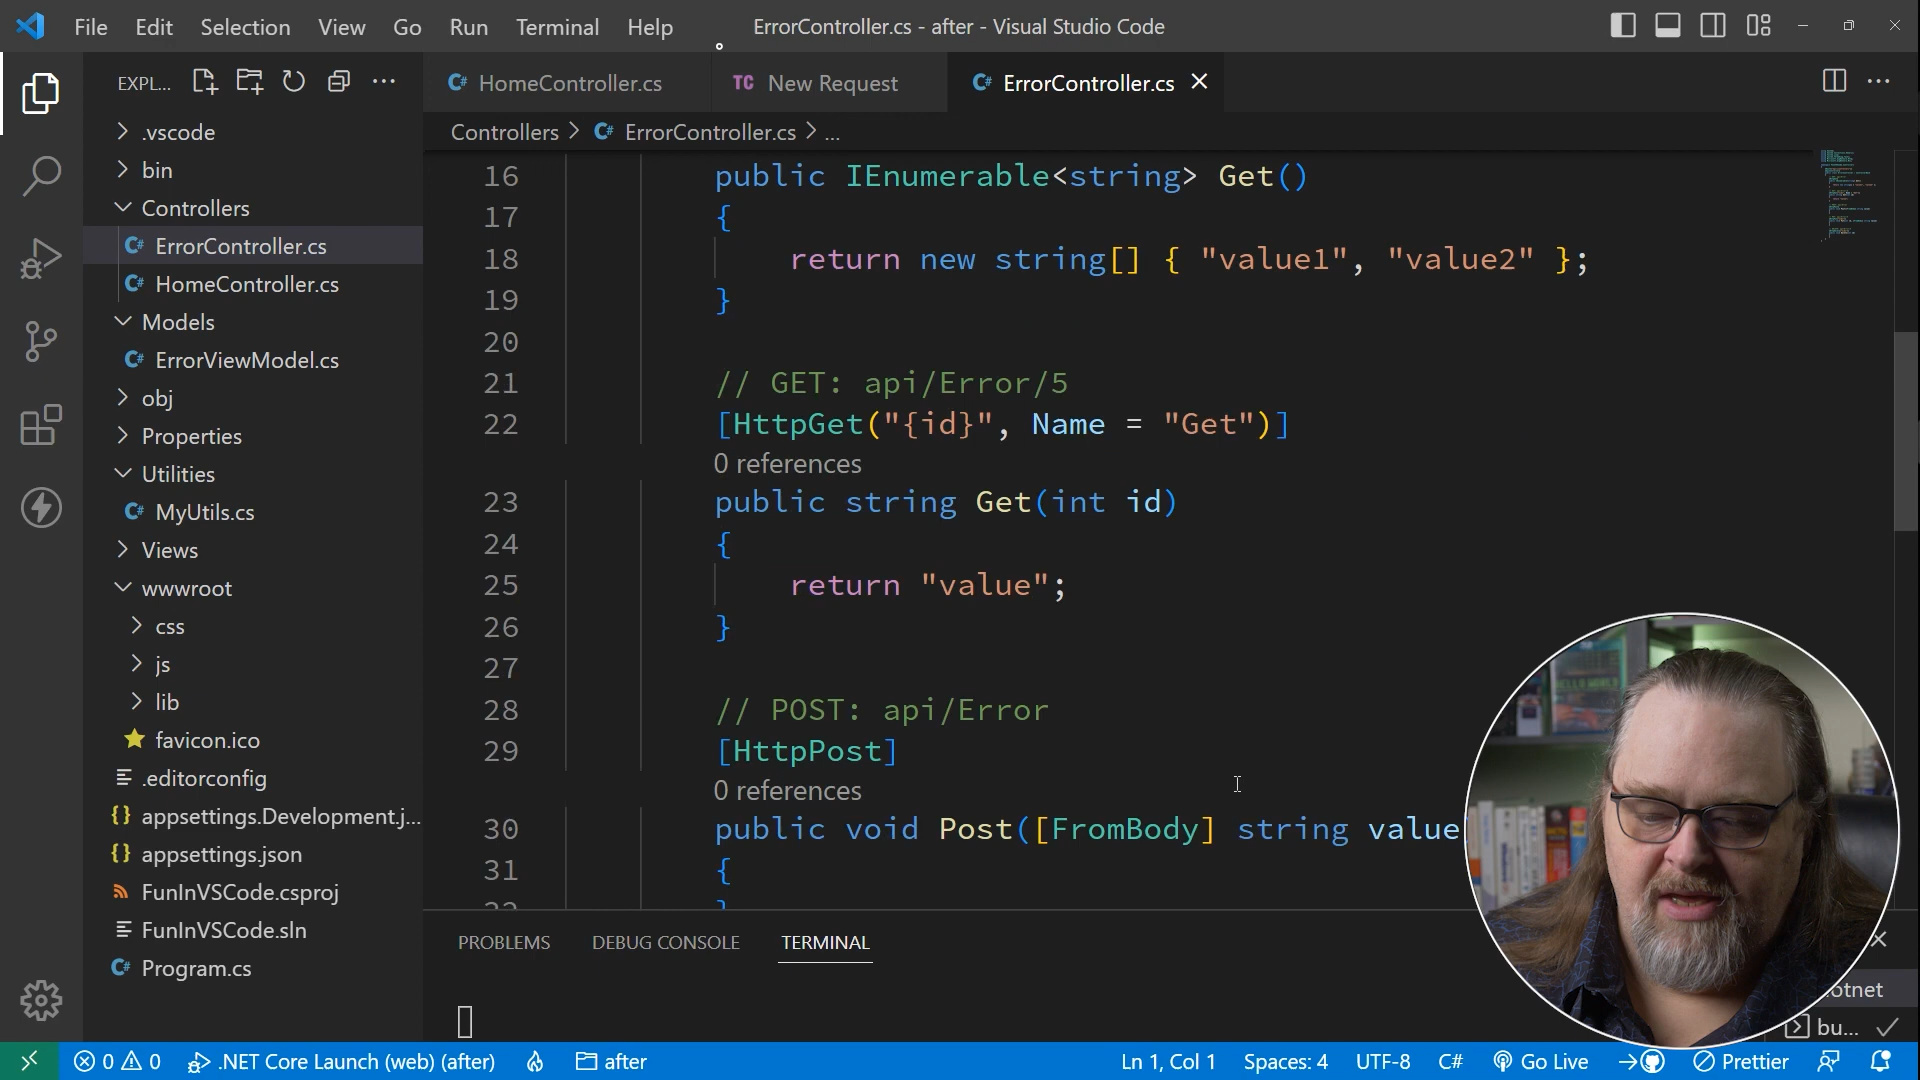 File Edit Selection View Go Run Terminal Help
ErrorController.cs - after - Visual Studio Code
EXPL...
C# HomeController.cs
TC New Request
C# ErrorController.cs
Controllers > C# ErrorController.cs > ...
.vscode
bin
Controllers
C# ErrorController.cs
C# HomeController.cs
Models
C# ErrorViewModel.cs
obj
Properties
Utilities
C# MyUtils.cs
Views
wwwroot
css
js
lib
favicon.ico
.editorconfig
{} appsettings.Development.j...
{} appsettings.json
FunInVSCode.csproj
FunInVSCode.sln
C# Program.cs
16 public IEnumerable<string> Get()
17 {
18 return new string[] { "value1", "value2" };
19 }
20
21 // GET: api/Error/5
22 [HttpGet("{id}", Name = "Get")]
0 references
23 public string Get(int id)
24 {
25 return "value";
26 }
27
28 // POST: api/Error
29 [HttpPost]
0 references
30 public void Post([FromBody] string value
31 {
PROBLEMS DEBUG CONSOLE TERMINAL
otnet
bu...
0 0 .NET Core Launch (web) (after) after Ln 1, Col 1 Spaces: 4 UTF-8 C# Go Live Prettier